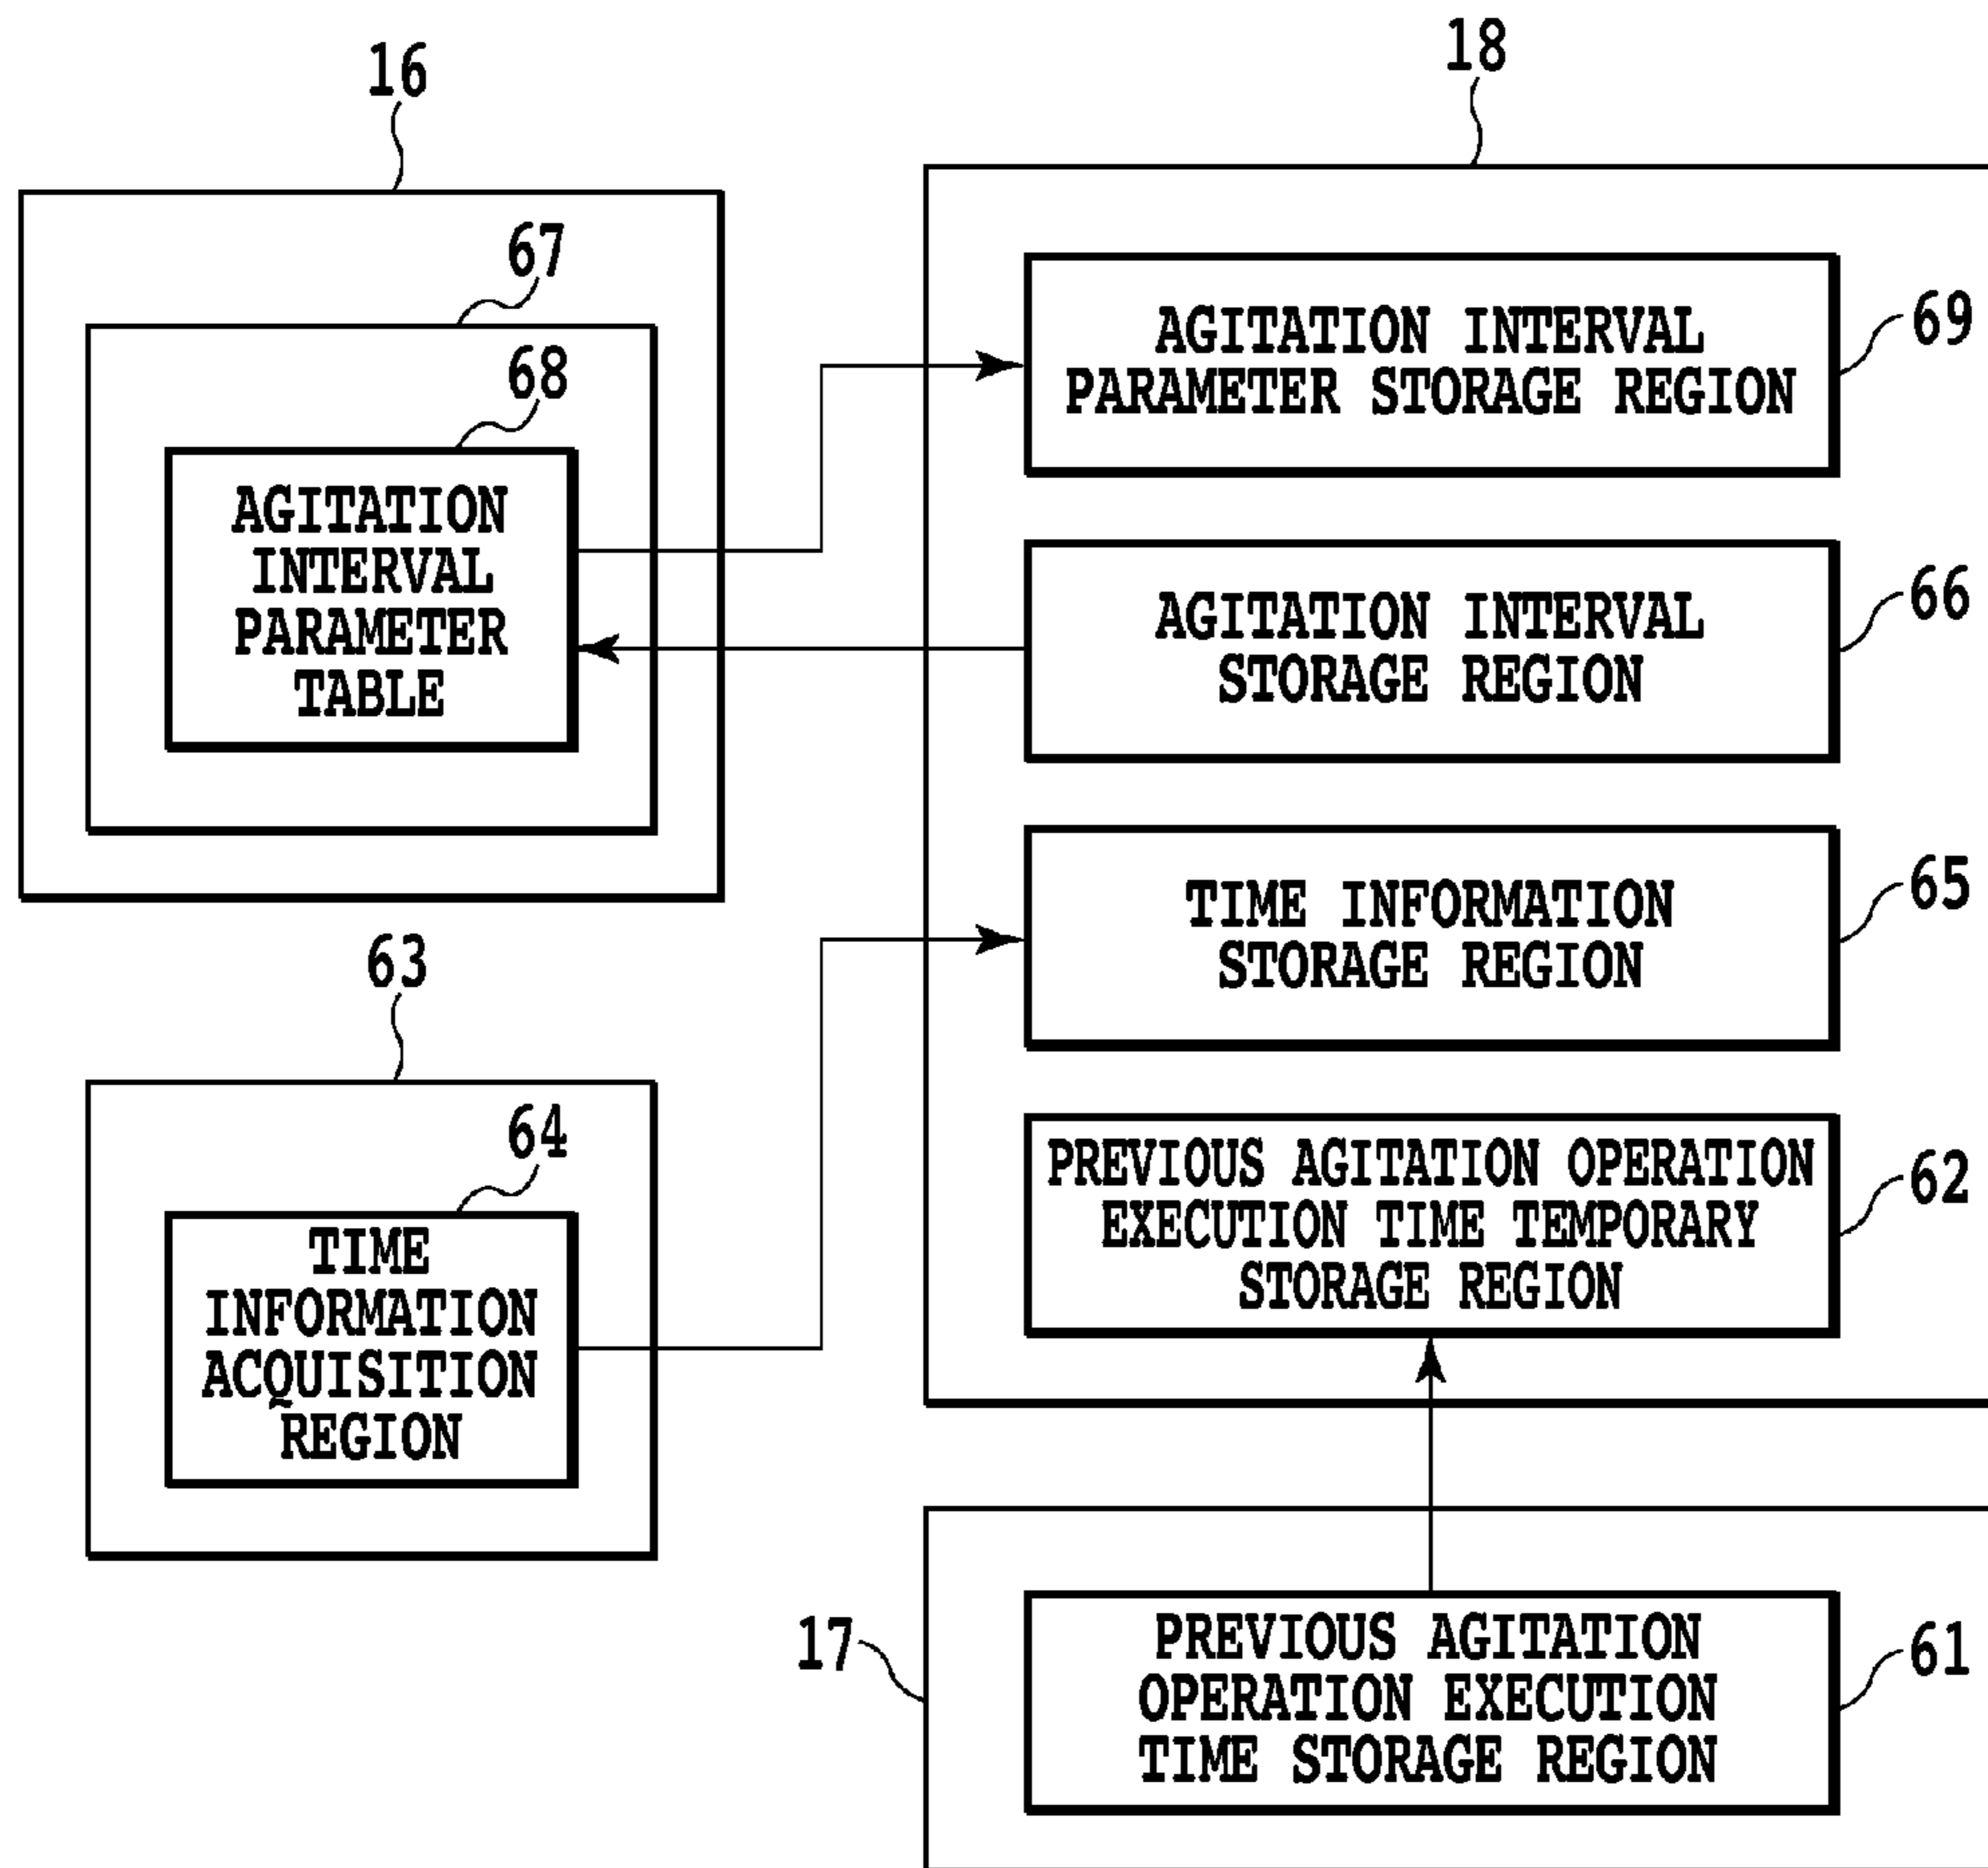 16
67
68
AGITATION
INTERVAL
PARAMETER
TABLE
18
AGITATION INTERVAL
PARAMETER STORAGE REGION
69
AGITATION INTERVAL
STORAGE REGION
66
TIME INFORMATION
STORAGE REGION
65
PREVIOUS AGITATION OPERATION
EXECUTION TIME TEMPORARY
STORAGE REGION
62
63
64
TIME
INFORMATION
ACQUISITION
REGION
17
PREVIOUS AGITATION
OPERATION EXECUTION
TIME STORAGE REGION
61